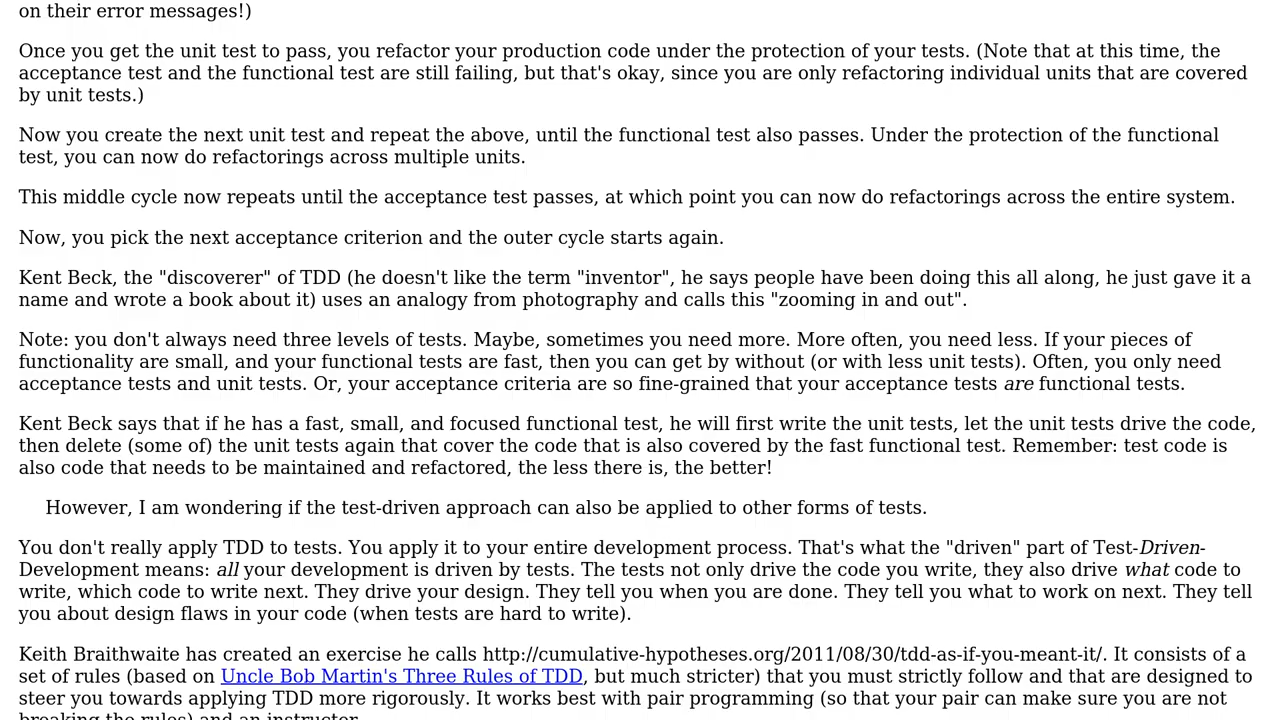 on their error messages!)
Once you get the unit test to pass, you refactor your production code under the protection of your tests. (Note that at this time, the
acceptance test and the functional test are still failing, but that's okay, since you are only refactoring individual units that are covered
by unit tests.)
Now you create the next unit test and repeat the above, until the functional test also passes. Under the protection of the functional
test, you can now do refactorings across multiple units.
This middle cycle now repeats until the acceptance test passes, at which point you can now do refactorings across the entire system.
Now, you pick the next acceptance criterion and the outer cycle starts again.
Kent Beck, the "discoverer" of TDD (he doesn't like the term "inventor", he says people have been doing this all along, he just gave it a
name and wrote a book about it) uses an analogy from photography and calls this "zooming in and out".
Note: you don't always need three levels of tests. Maybe, sometimes you need more. More often, you need less. If your pieces of
functionality are small, and your functional tests are fast, then you can get by without (or with less unit tests). Often, you only need
acceptance tests and unit tests. Or, your acceptance criteria are so fine-grained that your acceptance tests are functional tests.
Kent Beck says that if he has a fast, small, and focused functional test, he will first write the unit tests, let the unit tests drive the code,
then delete (some of) the unit tests again that cover the code that is also covered by the fast functional test. Remember: test code is
also code that needs to be maintained and refactored, the less there is, the better!
However, I am wondering if the test-driven approach can also be applied to other forms of tests.
You don't really apply TDD to tests. You apply it to your entire development process. That's what the "driven" part of Test-Driven-
Development means: all your development is driven by tests. The tests not only drive the code you write, they also drive what code to
write, which code to write next. They drive your design. They tell you when you are done. They tell you what to work on next. They tell
you about design flaws in your code (when tests are hard to write).
Keith Braithwaite has created an exercise he calls http://cumulative-hypotheses.org/2011/08/30/tdd-as-if-you-meant-it/. It consists of a
set of rules (based on Uncle Bob Martin's Three Rules of TDD, but much stricter) that you must strictly follow and that are designed to
steer you towards applying TDD more rigorously. It works best with pair programming (so that your pair can make sure you are not
breaking the rules) and an instructor.